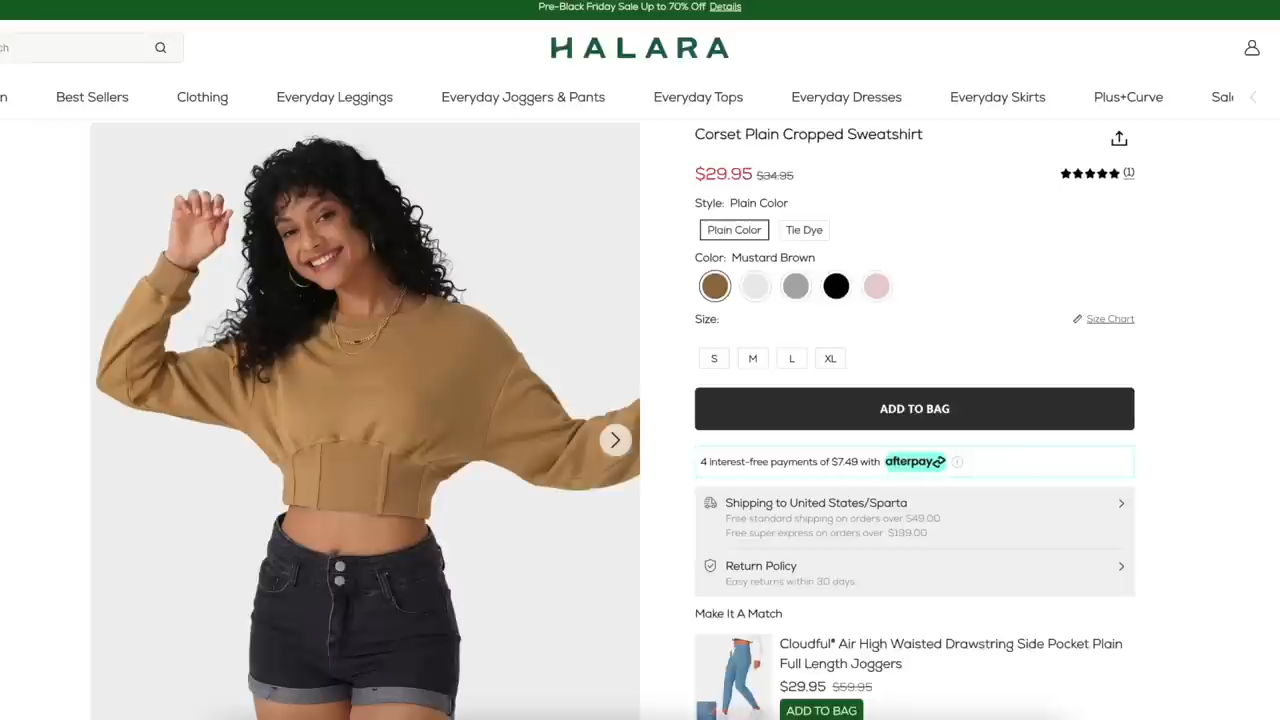 Pre-Black Friday Sale Up to 70% Off Details
ch
HALARA
n Best Sellers Clothing Everyday Leggings Everyday Joggers & Pants Everyday Tops Everyday Dresses Everyday Skirts Plus+Curve Sale
Corset Plain Cropped Sweatshirt
$29.95 $34.95 (1)
Style: Plain Color
Plain Color Tie Dye
Color: Mustard Brown
Size: Size Chart
S M L XL
ADD TO BAG
4 interest-free payments of $7.49 with afterpay
Shipping to United States/Sparta
Free standard shipping on orders over $49.00
Free super express on orders over $199.00
Return Policy
Easy returns within 30 days.
Make It A Match
Cloudful® Air High Waisted Drawstring Side Pocket Plain
Full Length Joggers
$29.95 $59.95
ADD TO BAG